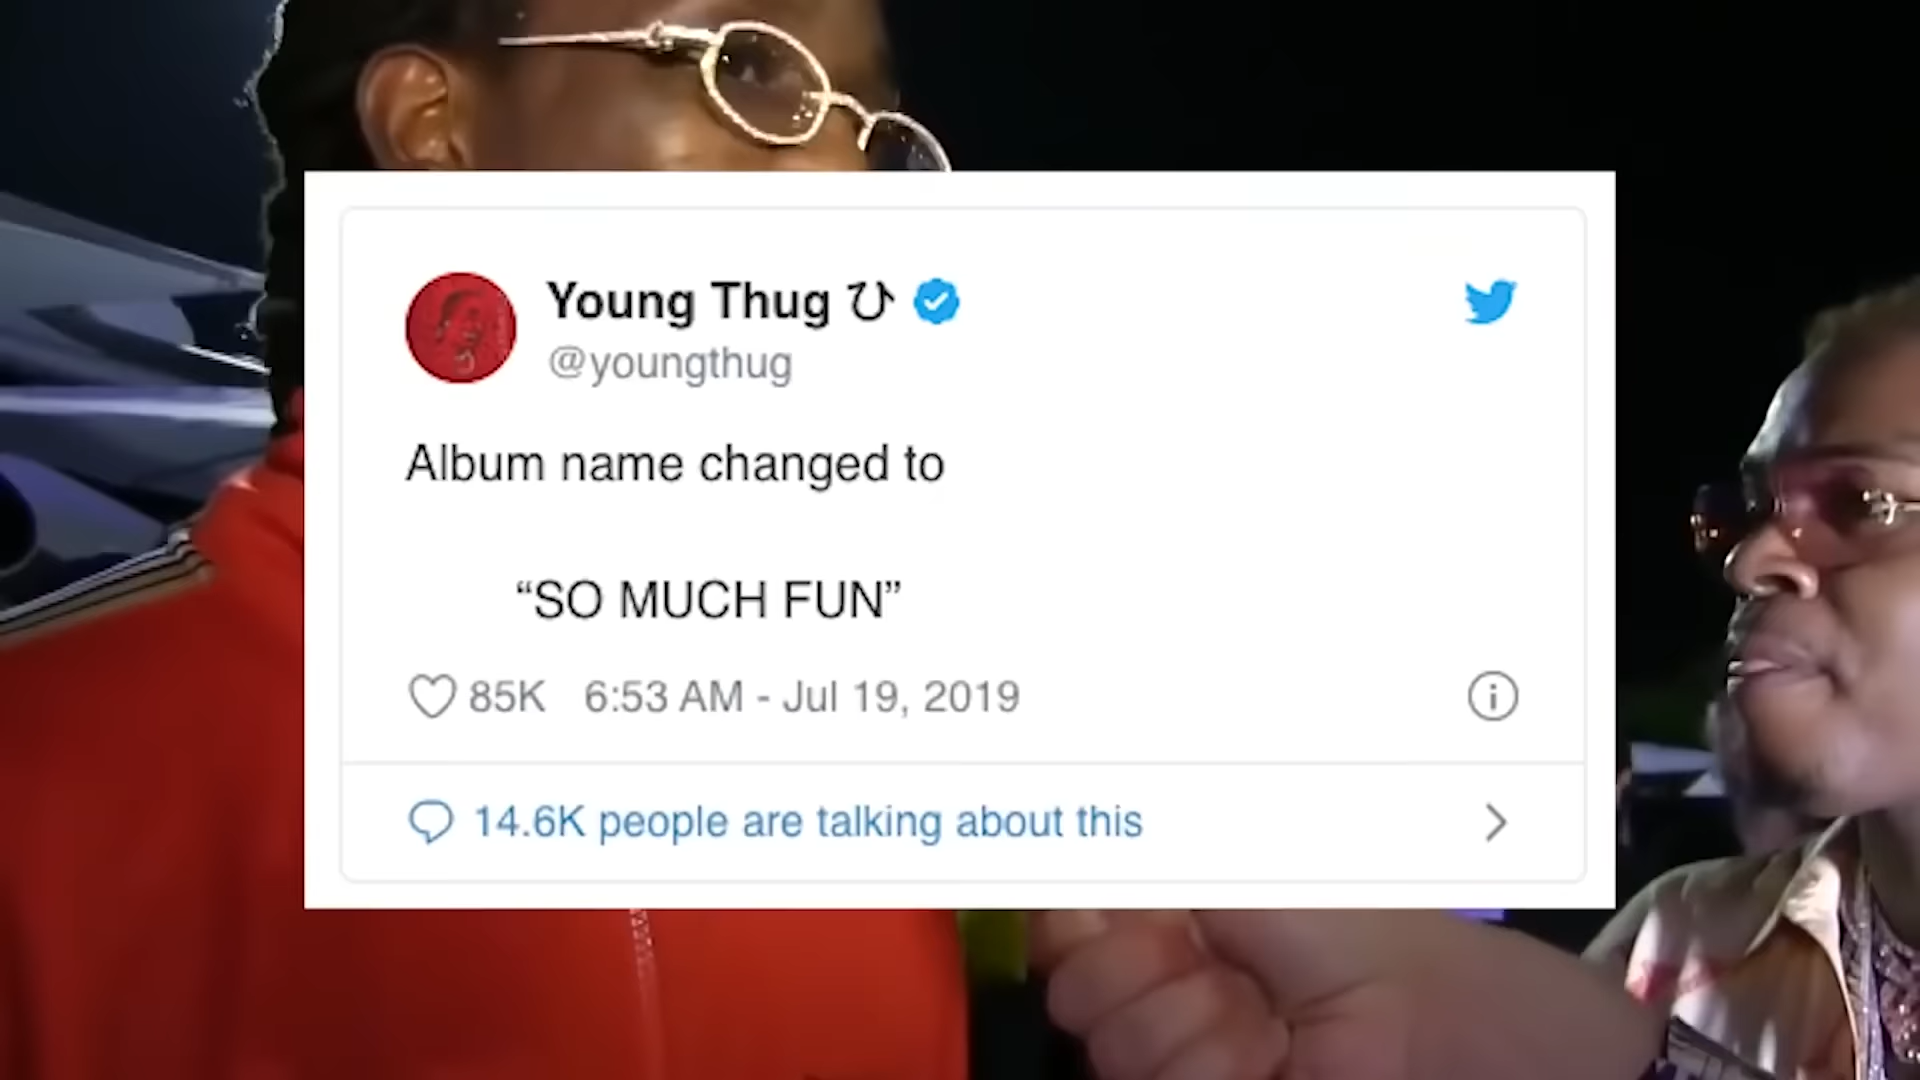 Young Thug ひ
@youngthug
Album name changed to
“SO MUCH FUN”
85K 6:53 AM - Jul 19, 2019
14.6K people are talking about this